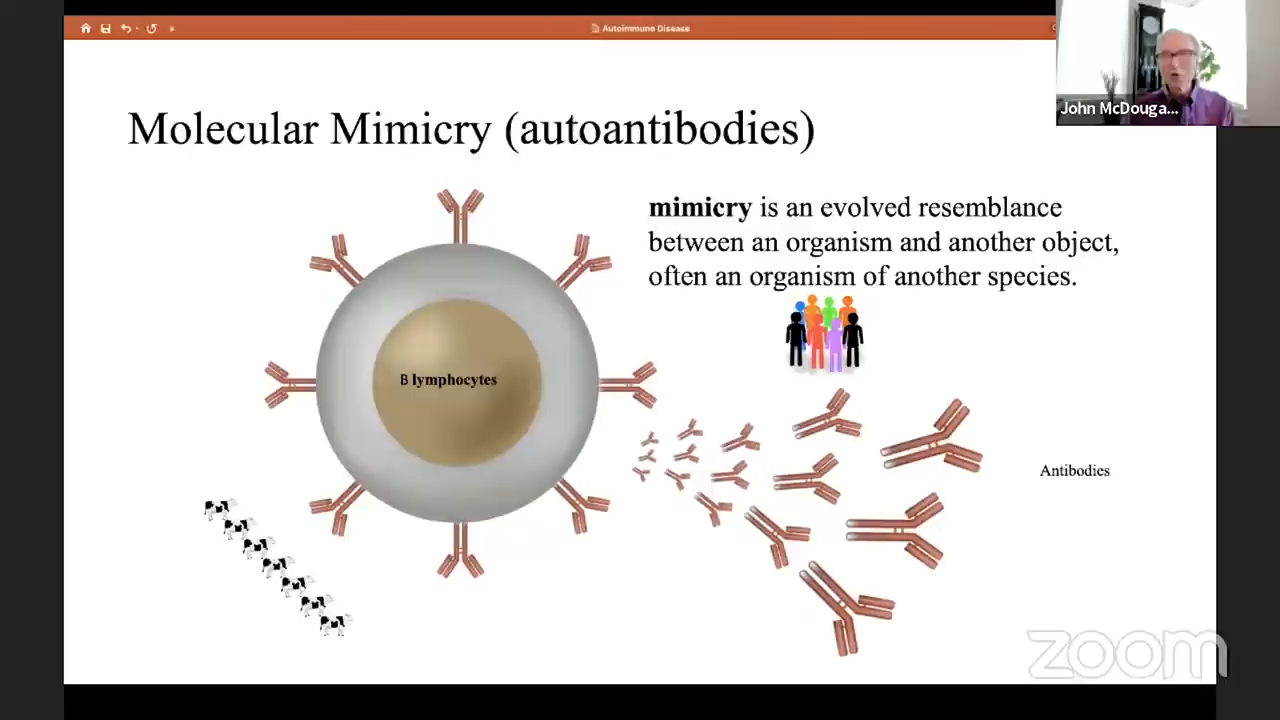 Autoimmune Disease
John McDouga...
Molecular Mimicry (autoantibodies)
mimicry is an evolved resemblance
between an organism and another object,
often an organism of another species.
B lymphocytes
Antibodies
zoom